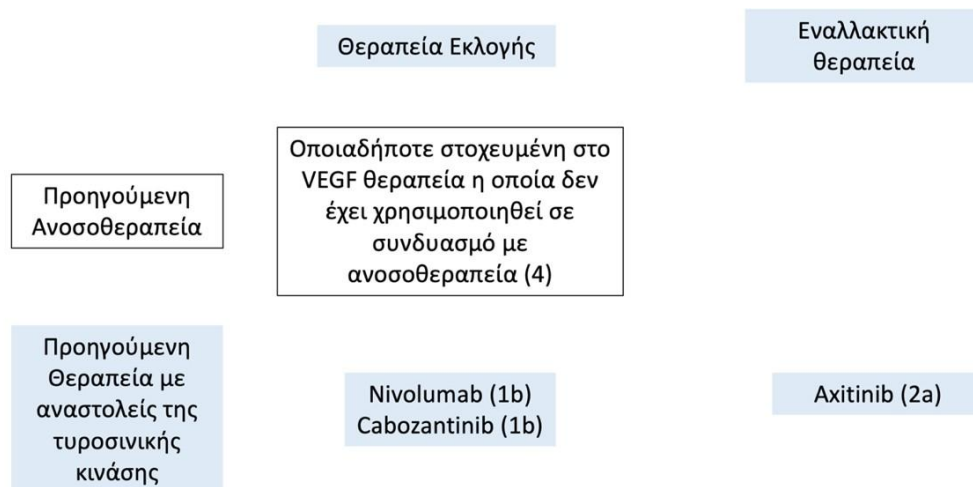 Θεραπεία Εκλογής
Εναλλακτική
θεραπεία
Προηγούμενη
Ανοσοθεραπεία
Οποιαδήποτε στοχευμένη στο
VEGF θεραπεία η οποία δεν
έχει χρησιμοποιηθεί σε
συνδυασμό με
ανοσοθεραπεία (4)
Προηγούμενη
Θεραπεία με
αναστολείς της
τυροσινικής
κινάσης
Nivolumab (1b)
Cabozantinib (1b)
Axitinib (2a)